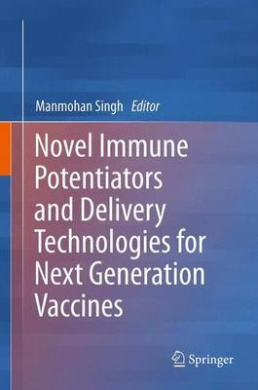 Manmohan Singh Editor
Novel Immune
Potentiators
and Delivery
Technologies for
Next Generation
Vaccines
Springer